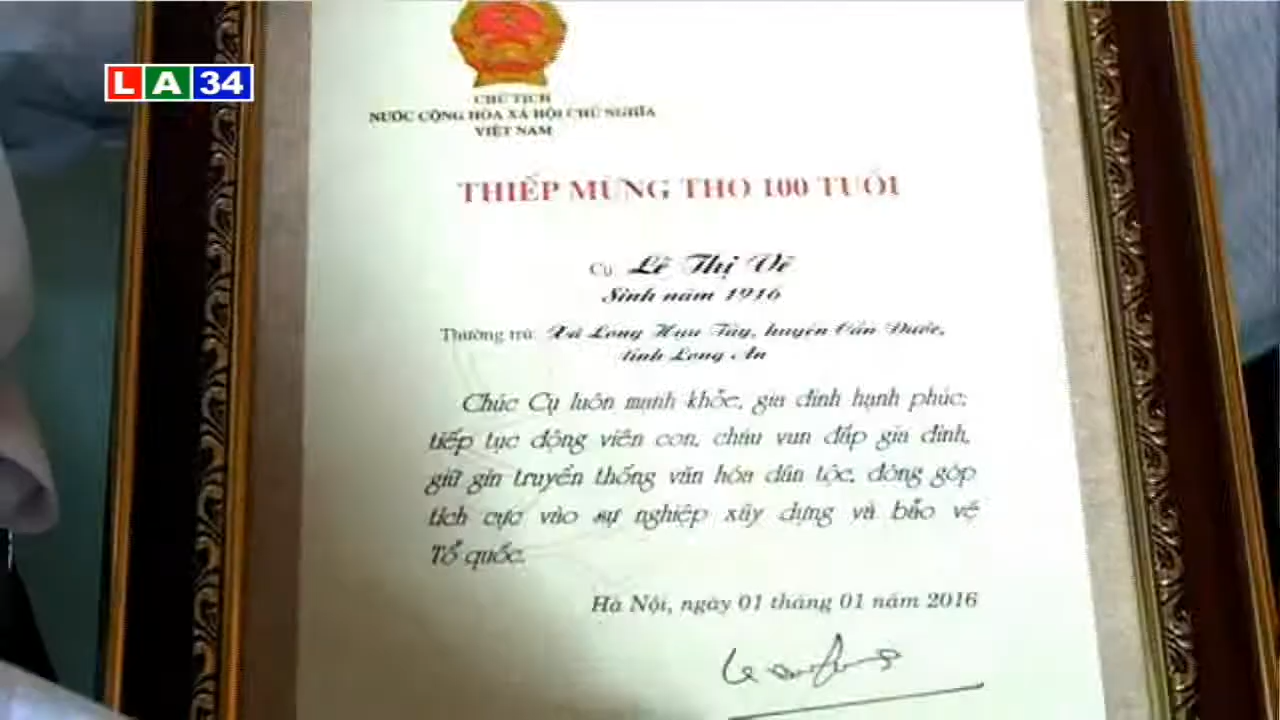 LA34
CHỦ TỊCH
NƯỚC CỘNG HÒA XÃ HỘI CHỦ NGHĨA
VIỆT NAM
THIẾP MỪNG THỌ 100 TUỔI
Cụ Lê Thị Vẽ
Sinh năm 1916
Thường trú: Xã Long Hựu Tây, huyện Cần Đước,
tỉnh Long An
Chúc Cụ luôn mạnh khỏe, gia đình hạnh phúc;
tiếp tục động viên con, cháu vun đắp gia đình,
giữ gìn truyền thống văn hóa dân tộc, đóng góp
tích cực vào sự nghiệp xây dựng và bảo vệ
Tổ quốc.
Hà Nội, ngày 01 tháng 01 năm 2016